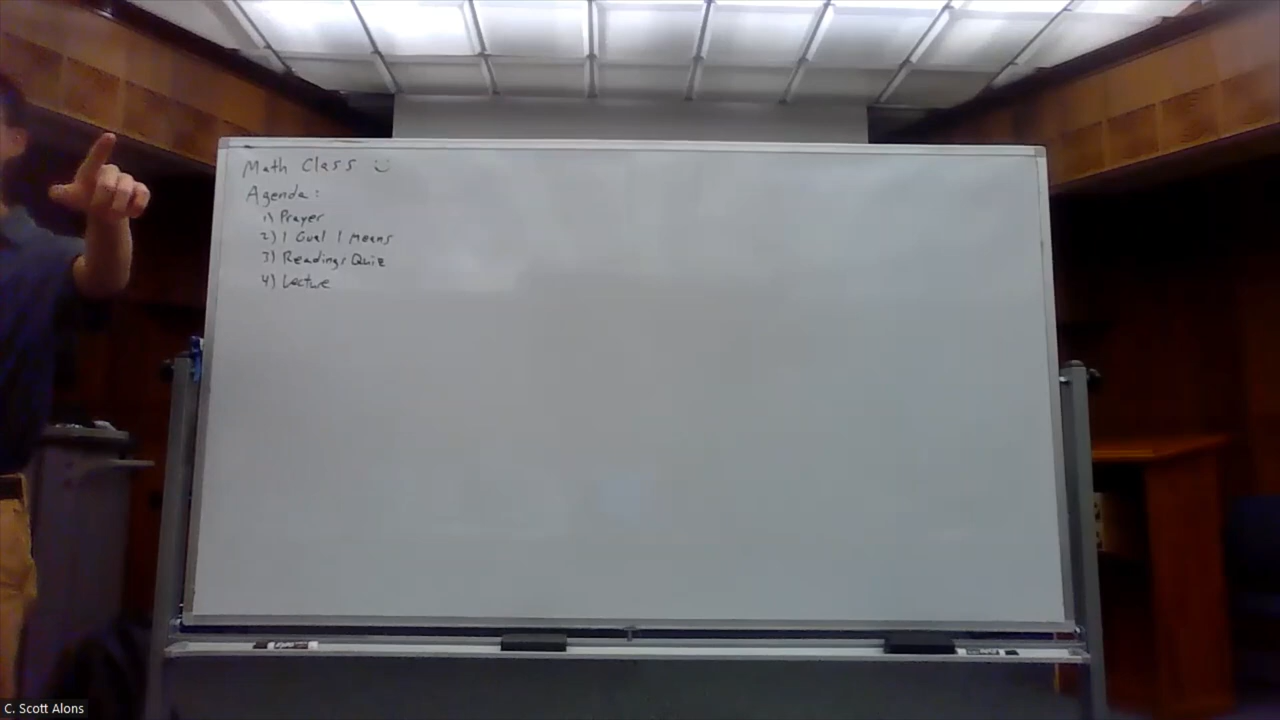 Math Class
Agenda:
1) Prayer
2) 1 Goal 1 Means
3) Readings Quiz
4) Lecture
C. Scott Alons